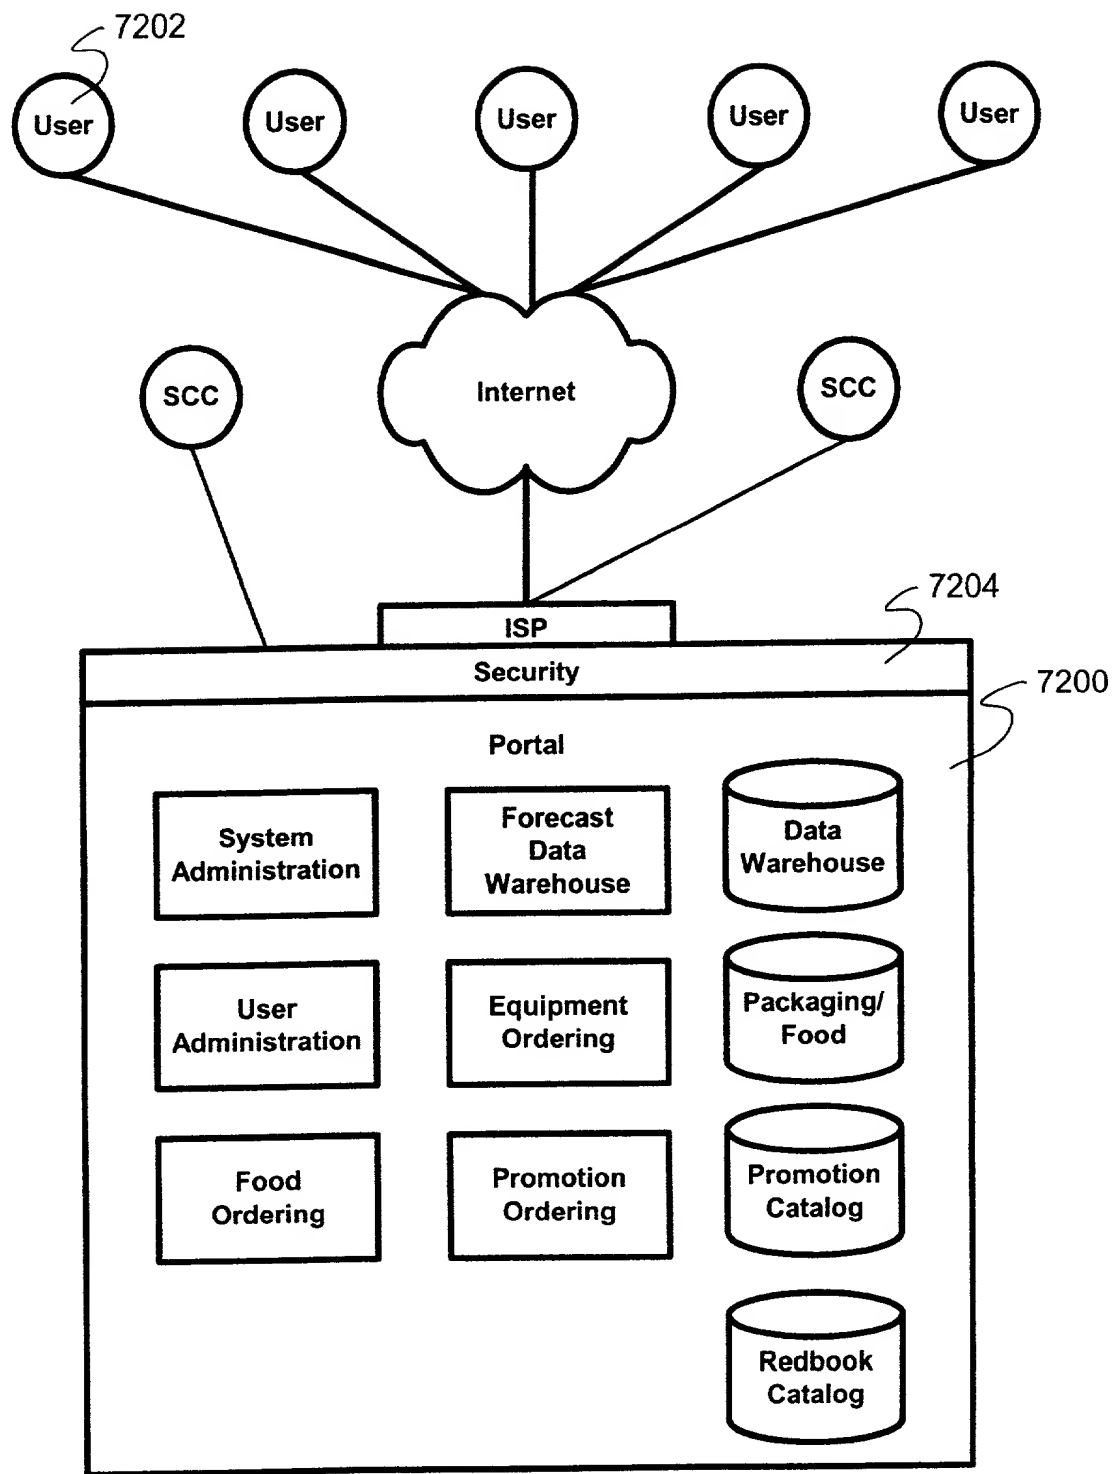 7202
User
User
User
User
User
SCC
Internet
SCC
ISP
7204
Security
7200
Portal
System
Administration
Forecast
Data
Warehouse
Data
Warehouse
User
Administration
Equipment
Ordering
Packaging/
Food
Food
Ordering
Promotion
Ordering
Promotion
Catalog
Redbook
Catalog